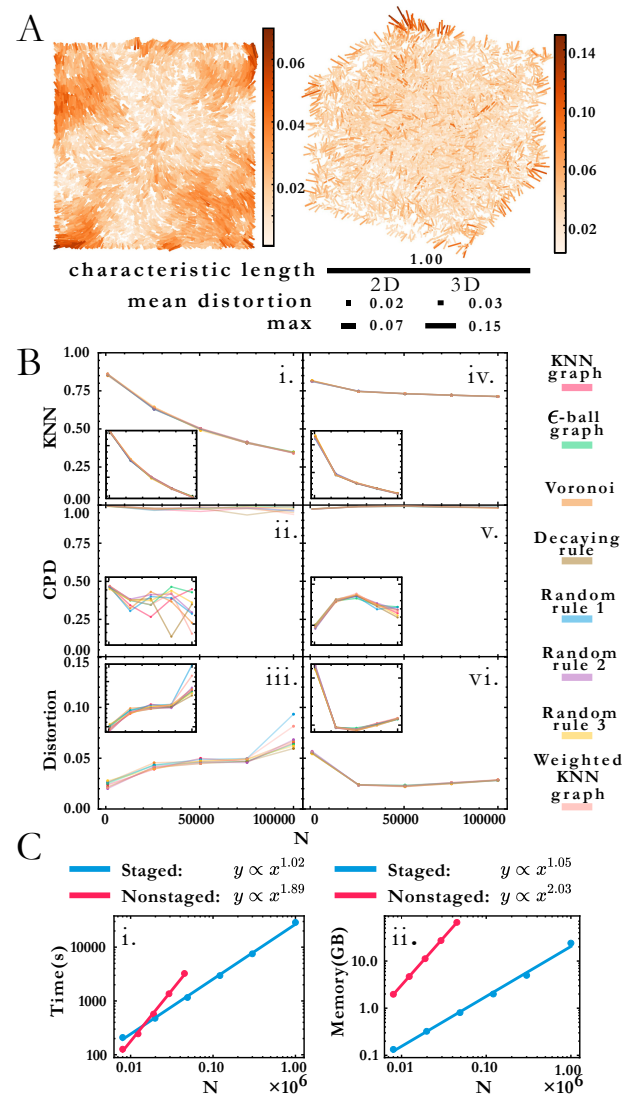 A
0.06
0.04
0.02
0.14
0.10
0.06
0.02
characteristic length
1.00
2D 3D
mean distortion 0.02 0.03
max 0.07 0.15
B
KNN
1.00
0.75
0.50
0.25
0.00
i.
iv.
CPD
1.00
0.75
0.50
0.25
0.00
ii.
v.
Distortion
0.15
0.10
0.05
0.00
iii.
vi.
0 50000 100000 0 50000 100000
N
KNN
graph
ϵ-ball
graph
Voronoi
Decaying
rule
Random
rule 1
Random
rule 2
Random
rule 3
Weighted
KNN
graph
C
Staged: y ∝ x^1.02
Nonstaged: y ∝ x^1.89
Staged: y ∝ x^1.05
Nonstaged: y ∝ x^2.03
i.
Time(s)
10000
1000
100
0.01 0.10 1.00
N ×10^6
ii.
Memory(GB)
10.0
1.0
0.1
0.01 0.10 1.00
N ×10^6